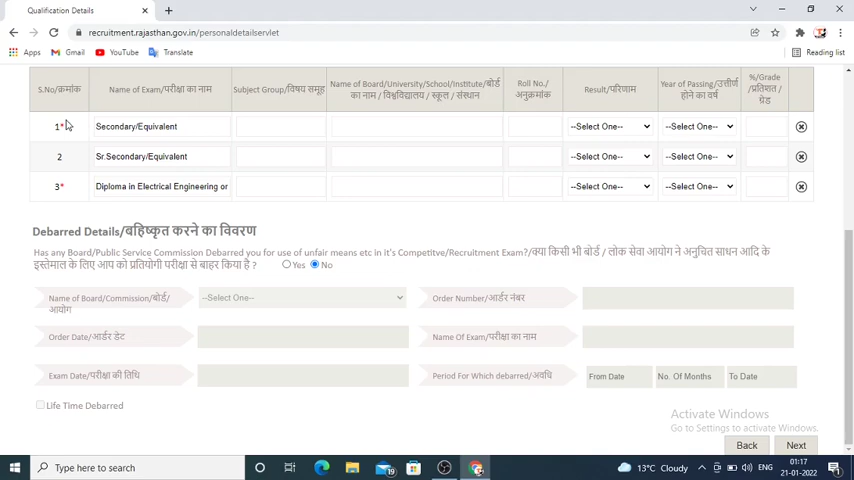 Qualification Details
recruitment.rajasthan.gov.in/personaldetailservlet
Apps Gmail YouTube Translate Reading list
S.No/क्रमांक Name of Exam/परीक्षा का नाम Subject Group/विषय समूह Name of Board/University/School/Institute/बोर्ड का नाम / विश्वविद्यालय / स्कूल / संस्थान Roll No./अनुक्रमांक Result/परिणाम Year of Passing/उत्तीर्ण होने का वर्ष %/Grade /प्रतिशत / ग्रेड
1* Secondary/Equivalent --Select One-- --Select One--
2 Sr.Secondary/Equivalent --Select One-- --Select One--
3* Diploma in Electrical Engineering or --Select One-- --Select One--
Debarred Details/बहिष्कृत करने का विवरण
Has any Board/Public Service Commission Debarred you for use of unfair means etc in it's Competitve/Recruitment Exam?/क्या किसी भी बोर्ड / लोक सेवा आयोग ने अनुचित साधन आदि के
इस्तेमाल के लिए आप को प्रतियोगी परीक्षा से बाहर किया है ? Yes No
Name of Board/Commission/बोर्ड/ --Select One-- Order Number/आर्डर नंबर
आयोग
Order Date/आर्डर डेट Name Of Exam/परीक्षा का नाम
Exam Date/परीक्षा की तिथि Period For Which debarred/अवधि From Date No. Of Months To Date
Life Time Debarred
Activate Windows
Go to Settings to activate Windows.
Back Next
Type here to search 19 13°C Cloudy ENG 01:17
21-01-2022 1